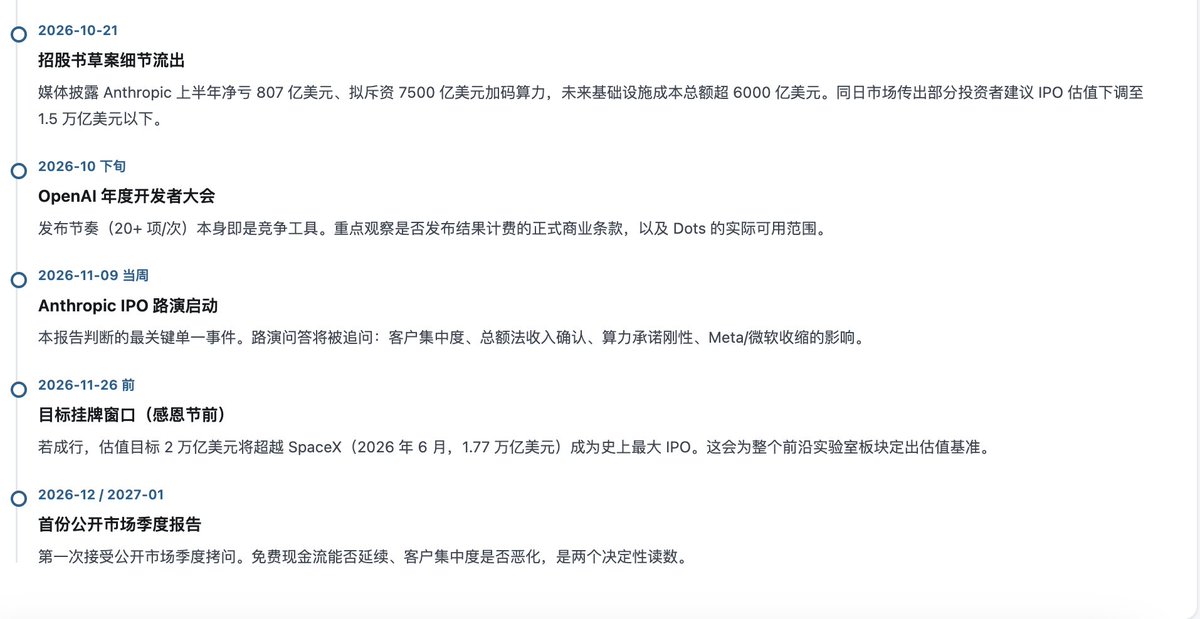 2026-10-21
招股书草案细节流出
媒体披露 Anthropic 上半年净亏 807 亿美元、拟斥资 7500 亿美元加码算力，未来基础设施成本总额超 6000 亿美元。同日市场传出部分投资者建议 IPO 估值下调至
1.5 万亿美元以下。
2026-10 下旬
OpenAI 年度开发者大会
发布节奏（20+ 项/次）本身即是竞争工具。重点观察是否发布结果计费的正式商业条款，以及 Dots 的实际可用范围。
2026-11-09 当周
Anthropic IPO 路演启动
本报告判断的最关键单一事件。路演问答将被追问：客户集中度、总额法收入确认、算力承诺刚性、Meta/微软收缩的影响。
2026-11-26 前
目标挂牌窗口（感恩节前）
若成行，估值目标 2 万亿美元将超越 SpaceX（2026 年 6 月，1.77 万亿美元）成为史上最大 IPO。这会为整个前沿实验室板块定出估值基准。
2026-12 / 2027-01
首份公开市场季度报告
第一次接受公开市场季度拷问。免费现金流能否延续、客户集中度是否恶化，是两个决定性读数。